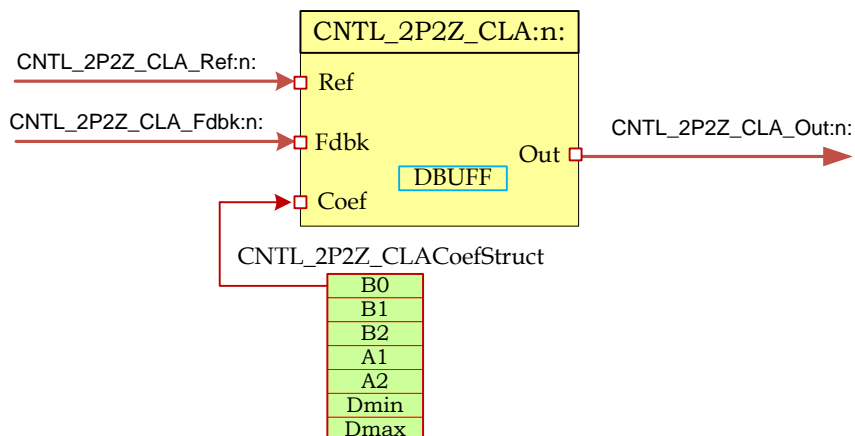 CNTL_2P2Z_CLA:n:
CNTL_2P2Z_CLA_Ref:n:
Ref
CNTL_2P2Z_CLA_Fdbk:n:
Fdbk
CNTL_2P2Z_CLA_Out:n:
Out
DBUFF
Coef
CNTL_2P2Z_CLACoefStruct
B0
B1
B2
A1
A2
Dmin
Dmax